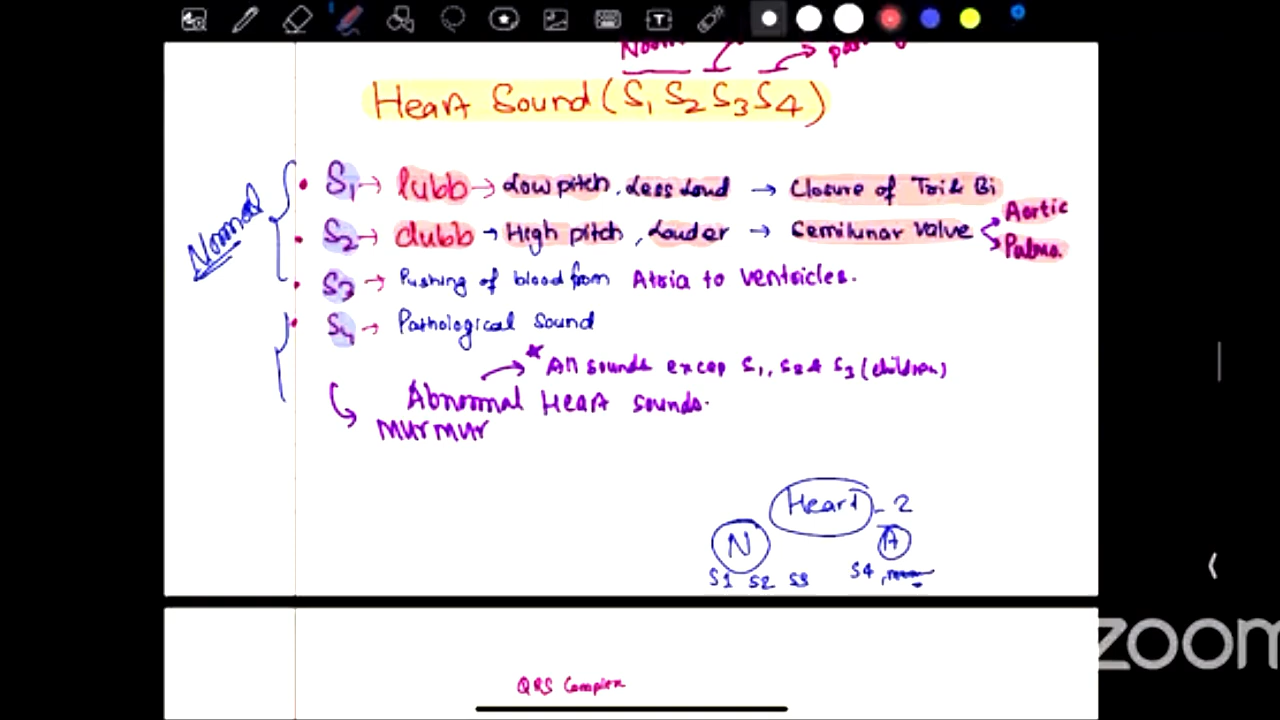 Heart Sound (S1 S2 S3 S4)
Normal
• S1 → lubb → Low pitch, Less Loud → Closure of Tri & Bi
• S2 → dubb → High pitch, Louder → Semilunar Valve
Aortic
Pulmo.
• S3 → Pushing of blood from Atria to ventricles.
• S4 → Pathological Sound
* All sounds excep S1, S2 & S3 (children)
Abnormal Heart sounds.
murmur
Heart - 2
N A
S1 S2 S3 S4,
QRS Complex
zoom